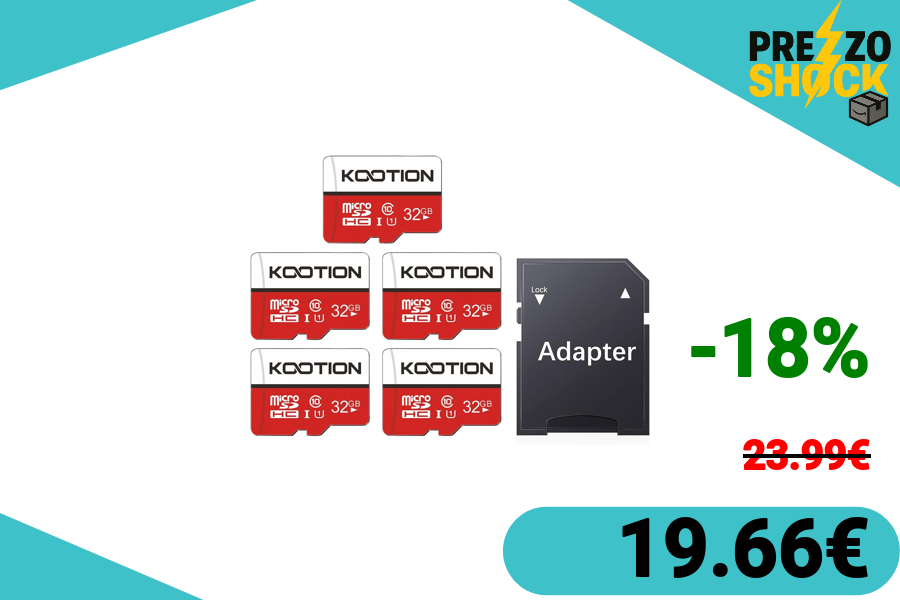 PREZZO
SHOCK
KOOTION
micro SD HC 10 I U1 32GB
KOOTION
micro SD HC 10 I U1 32GB
KOOTION
micro SD HC 10 I U1 32GB
Lock
Adapter
KOOTION
micro SD HC 10 I U1 32GB
KOOTION
micro SD HC 10 I U1 32GB
-18%
23.99€
19.66€